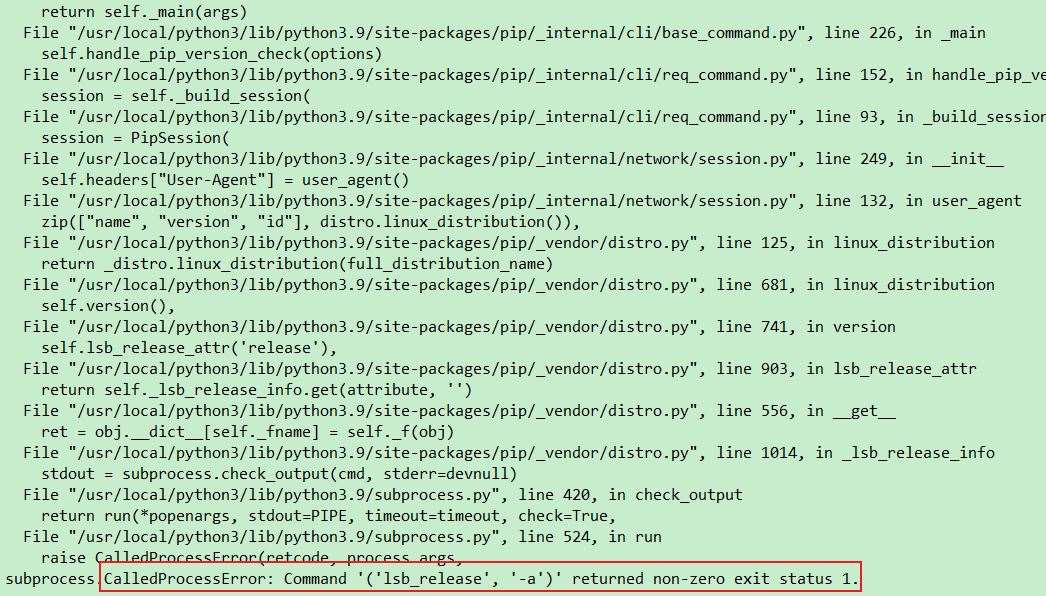 return self._main(args)
File "/usr/local/python3/lib/python3.9/site-packages/pip/_internal/cli/base_command.py", line 226, in _main
self.handle_pip_version_check(options)
File "/usr/local/python3/lib/python3.9/site-packages/pip/_internal/cli/req_command.py", line 152, in handle_pip_ve
session = self._build_session(
File "/usr/local/python3/lib/python3.9/site-packages/pip/_internal/cli/req_command.py", line 93, in _build_session
session = PipSession(
File "/usr/local/python3/lib/python3.9/site-packages/pip/_internal/network/session.py", line 249, in __init__
self.headers["User-Agent"] = user_agent()
File "/usr/local/python3/lib/python3.9/site-packages/pip/_internal/network/session.py", line 132, in user_agent
zip(["name", "version", "id"], distro.linux_distribution()),
File "/usr/local/python3/lib/python3.9/site-packages/pip/_vendor/distro.py", line 125, in linux_distribution
return _distro.linux_distribution(full_distribution_name)
File "/usr/local/python3/lib/python3.9/site-packages/pip/_vendor/distro.py", line 681, in linux_distribution
self.version(),
File "/usr/local/python3/lib/python3.9/site-packages/pip/_vendor/distro.py", line 741, in version
self.lsb_release_attr('release'),
File "/usr/local/python3/lib/python3.9/site-packages/pip/_vendor/distro.py", line 903, in lsb_release_attr
return self._lsb_release_info.get(attribute, '')
File "/usr/local/python3/lib/python3.9/site-packages/pip/_vendor/distro.py", line 556, in __get__
ret = obj.__dict__[self._fname] = self._f(obj)
File "/usr/local/python3/lib/python3.9/site-packages/pip/_vendor/distro.py", line 1014, in _lsb_release_info
stdout = subprocess.check_output(cmd, stderr=devnull)
File "/usr/local/python3/lib/python3.9/subprocess.py", line 420, in check_output
return run(*popenargs, stdout=PIPE, timeout=timeout, check=True,
File "/usr/local/python3/lib/python3.9/subprocess.py", line 524, in run
raise CalledProcessError(retcode, process.args,
subprocess.CalledProcessError: Command '('lsb_release', '-a')' returned non-zero exit status 1.